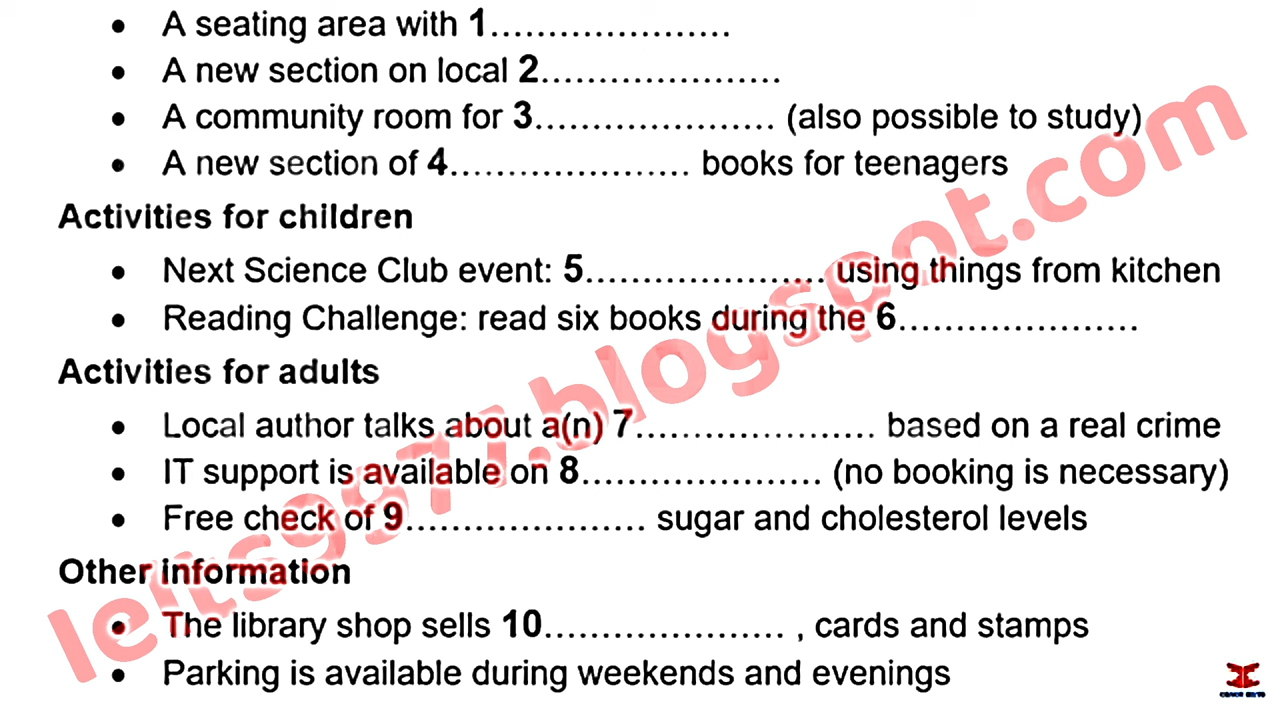 • A seating area with 1.....................
• A new section on local 2.....................
• A community room for 3..................... (also possible to study)
• A new section of 4..................... books for teenagers
Activities for children
• Next Science Club event: 5..................... using things from kitchen
• Reading Challenge: read six books during the 6.....................
Activities for adults
• Local author talks about a(n) 7..................... based on a real crime
• IT support is available on 8..................... (no booking is necessary)
• Free check of 9..................... sugar and cholesterol levels
Other information
• The library shop sells 10..................... , cards and stamps
• Parking is available during weekends and evenings
Ielts9977.blogspot.com